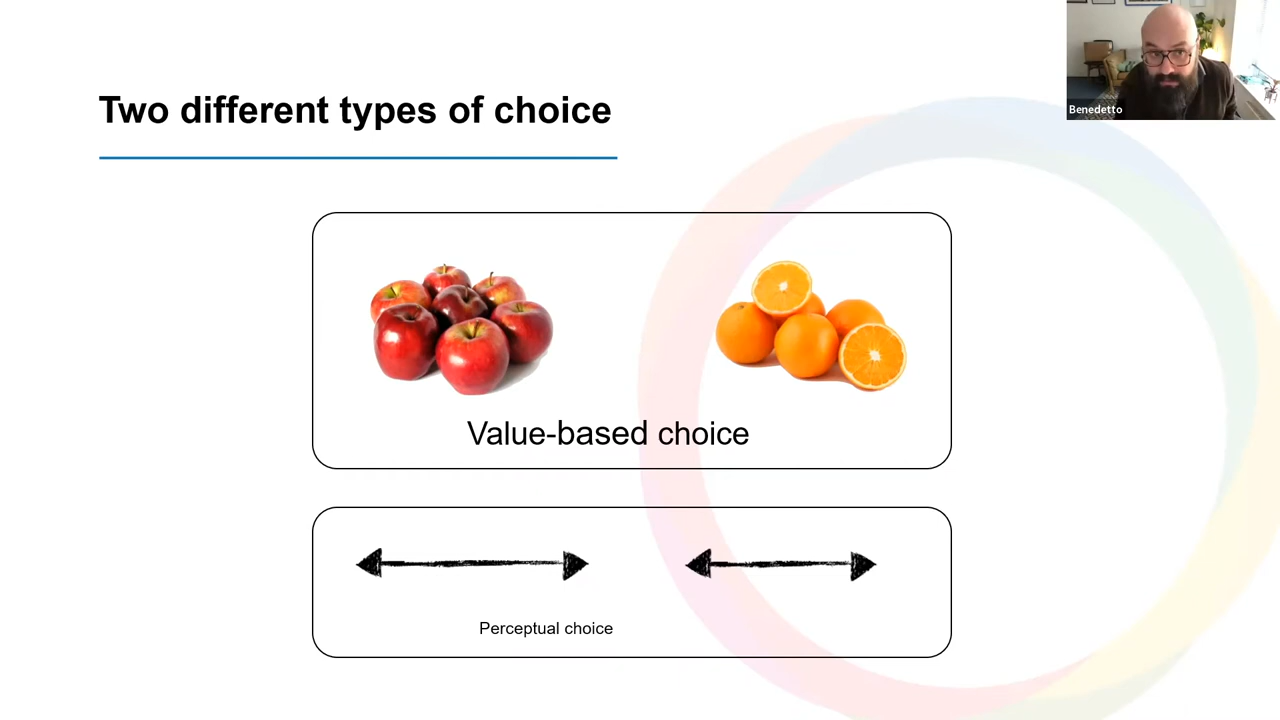 Two different types of choice
Benedetto
Value-based choice
Perceptual choice